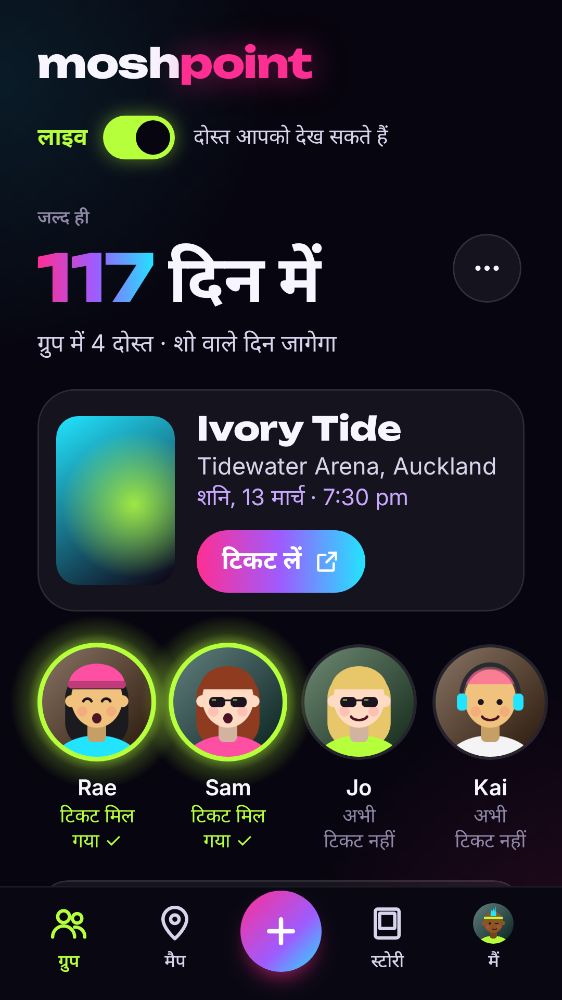 moshpoint
लाइव
दोस्त आपको देख सकते हैं
जल्द ही
117 दिन में
ग्रुप में 4 दोस्त · शो वाले दिन जागेगा
Ivory Tide
Tidewater Arena, Auckland
शनि, 13 मार्च · 7:30 pm
टिकट लें
Rae
टिकट मिल
गया ✓
Sam
टिकट मिल
गया ✓
Jo
अभी
टिकट नहीं
Kai
अभी
टिकट नहीं
ग्रुप
मैप
स्टोरी
मैं